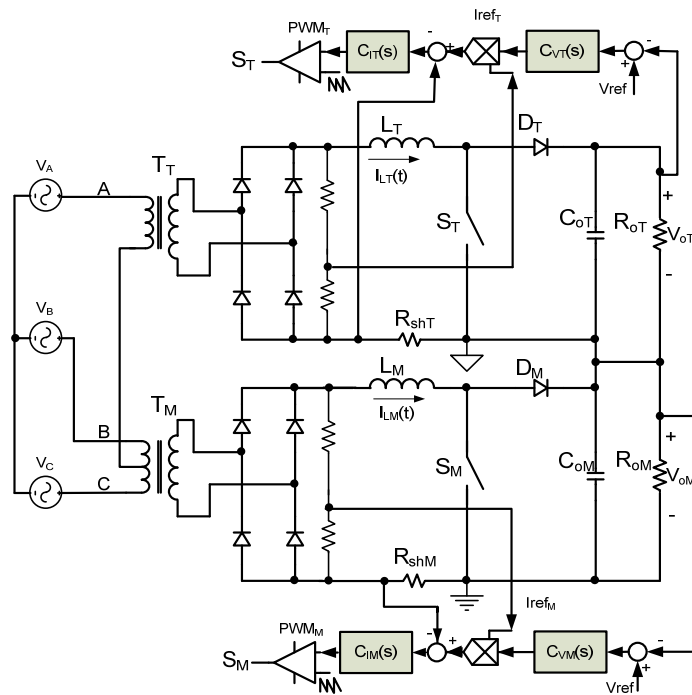 Iref_T
PWM_T
S_T
C_IT(s)
-
+
C_VT(s)
-
+
Vref
L_T
D_T
I_LT(t)
V_A
A
T_T
S_T
C_oT
R_oT
+
V_oT
-
V_B
R_shT
L_M
D_M
I_LM(t)
T_M
B
V_C
C
S_M
C_oM
R_oM
+
V_oM
-
R_shM
Iref_M
PWM_M
S_M
C_IM(s)
-
+
C_VM(s)
-
+
Vref